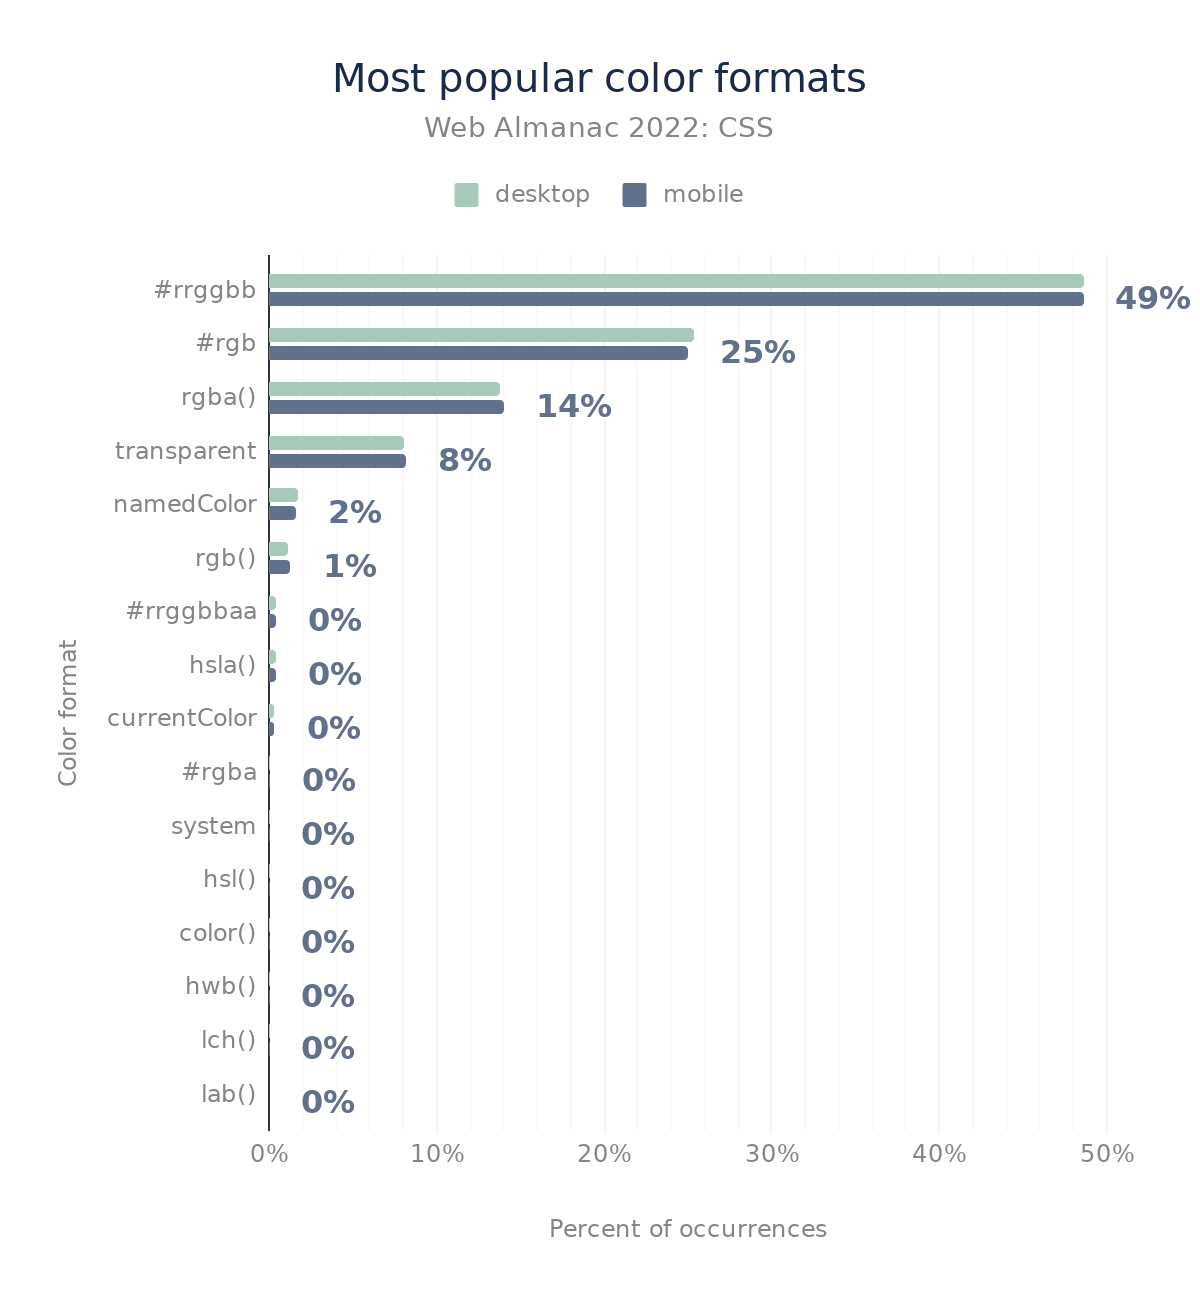 Most popular color formats
Web Almanac 2022: CSS
desktop mobile
#rrggbb 49%
#rgb 25%
rgba() 14%
transparent 8%
namedColor 2%
rgb() 1%
#rrggbbaa 0%
hsla() 0%
currentColor 0%
#rgba 0%
system 0%
hsl() 0%
color() 0%
hwb() 0%
lch() 0%
lab() 0%
Color format
0% 10% 20% 30% 40% 50%
Percent of occurrences